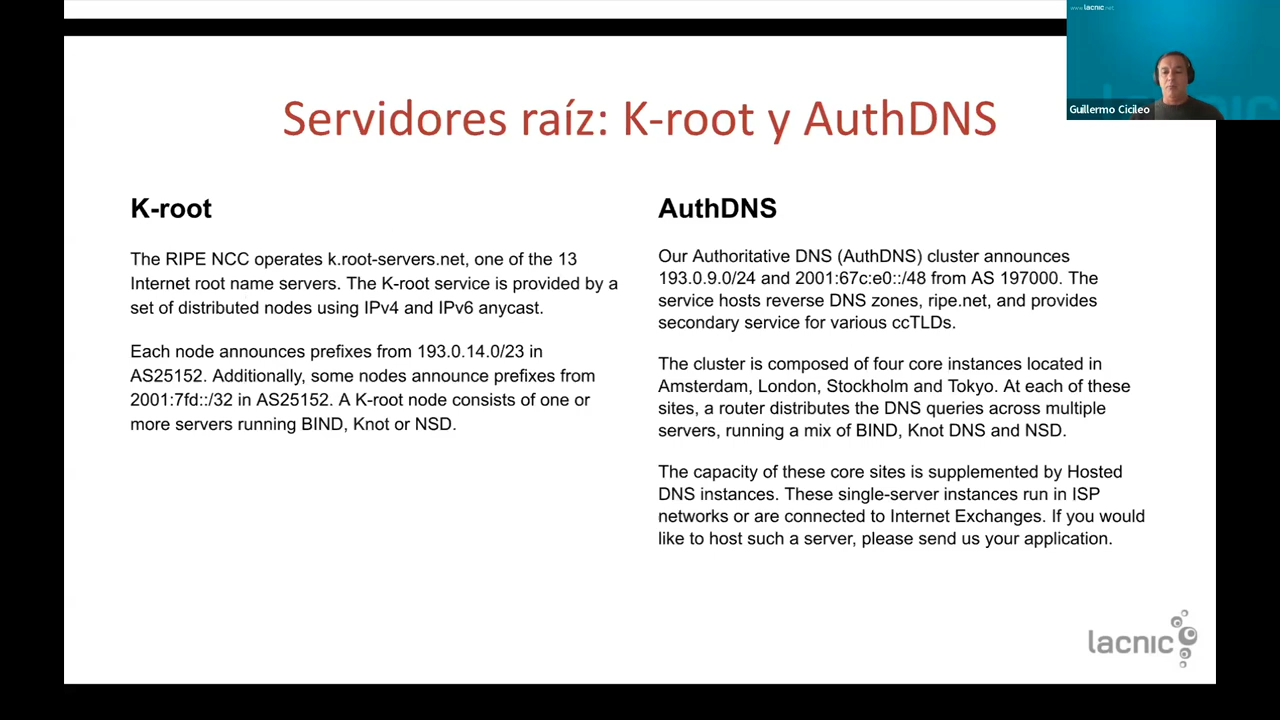 www.lacnic.net
Guillermo Cicileo
Servidores raíz: K-root y AuthDNS
K-root
The RIPE NCC operates k.root-servers.net, one of the 13
Internet root name servers. The K-root service is provided by a
set of distributed nodes using IPv4 and IPv6 anycast.
Each node announces prefixes from 193.0.14.0/23 in
AS25152. Additionally, some nodes announce prefixes from
2001:7fd::/32 in AS25152. A K-root node consists of one or
more servers running BIND, Knot or NSD.
AuthDNS
Our Authoritative DNS (AuthDNS) cluster announces
193.0.9.0/24 and 2001:67c:e0::/48 from AS 197000. The
service hosts reverse DNS zones, ripe.net, and provides
secondary service for various ccTLDs.
The cluster is composed of four core instances located in
Amsterdam, London, Stockholm and Tokyo. At each of these
sites, a router distributes the DNS queries across multiple
servers, running a mix of BIND, Knot DNS and NSD.
The capacity of these core sites is supplemented by Hosted
DNS instances. These single-server instances run in ISP
networks or are connected to Internet Exchanges. If you would
like to host such a server, please send us your application.
lacnic